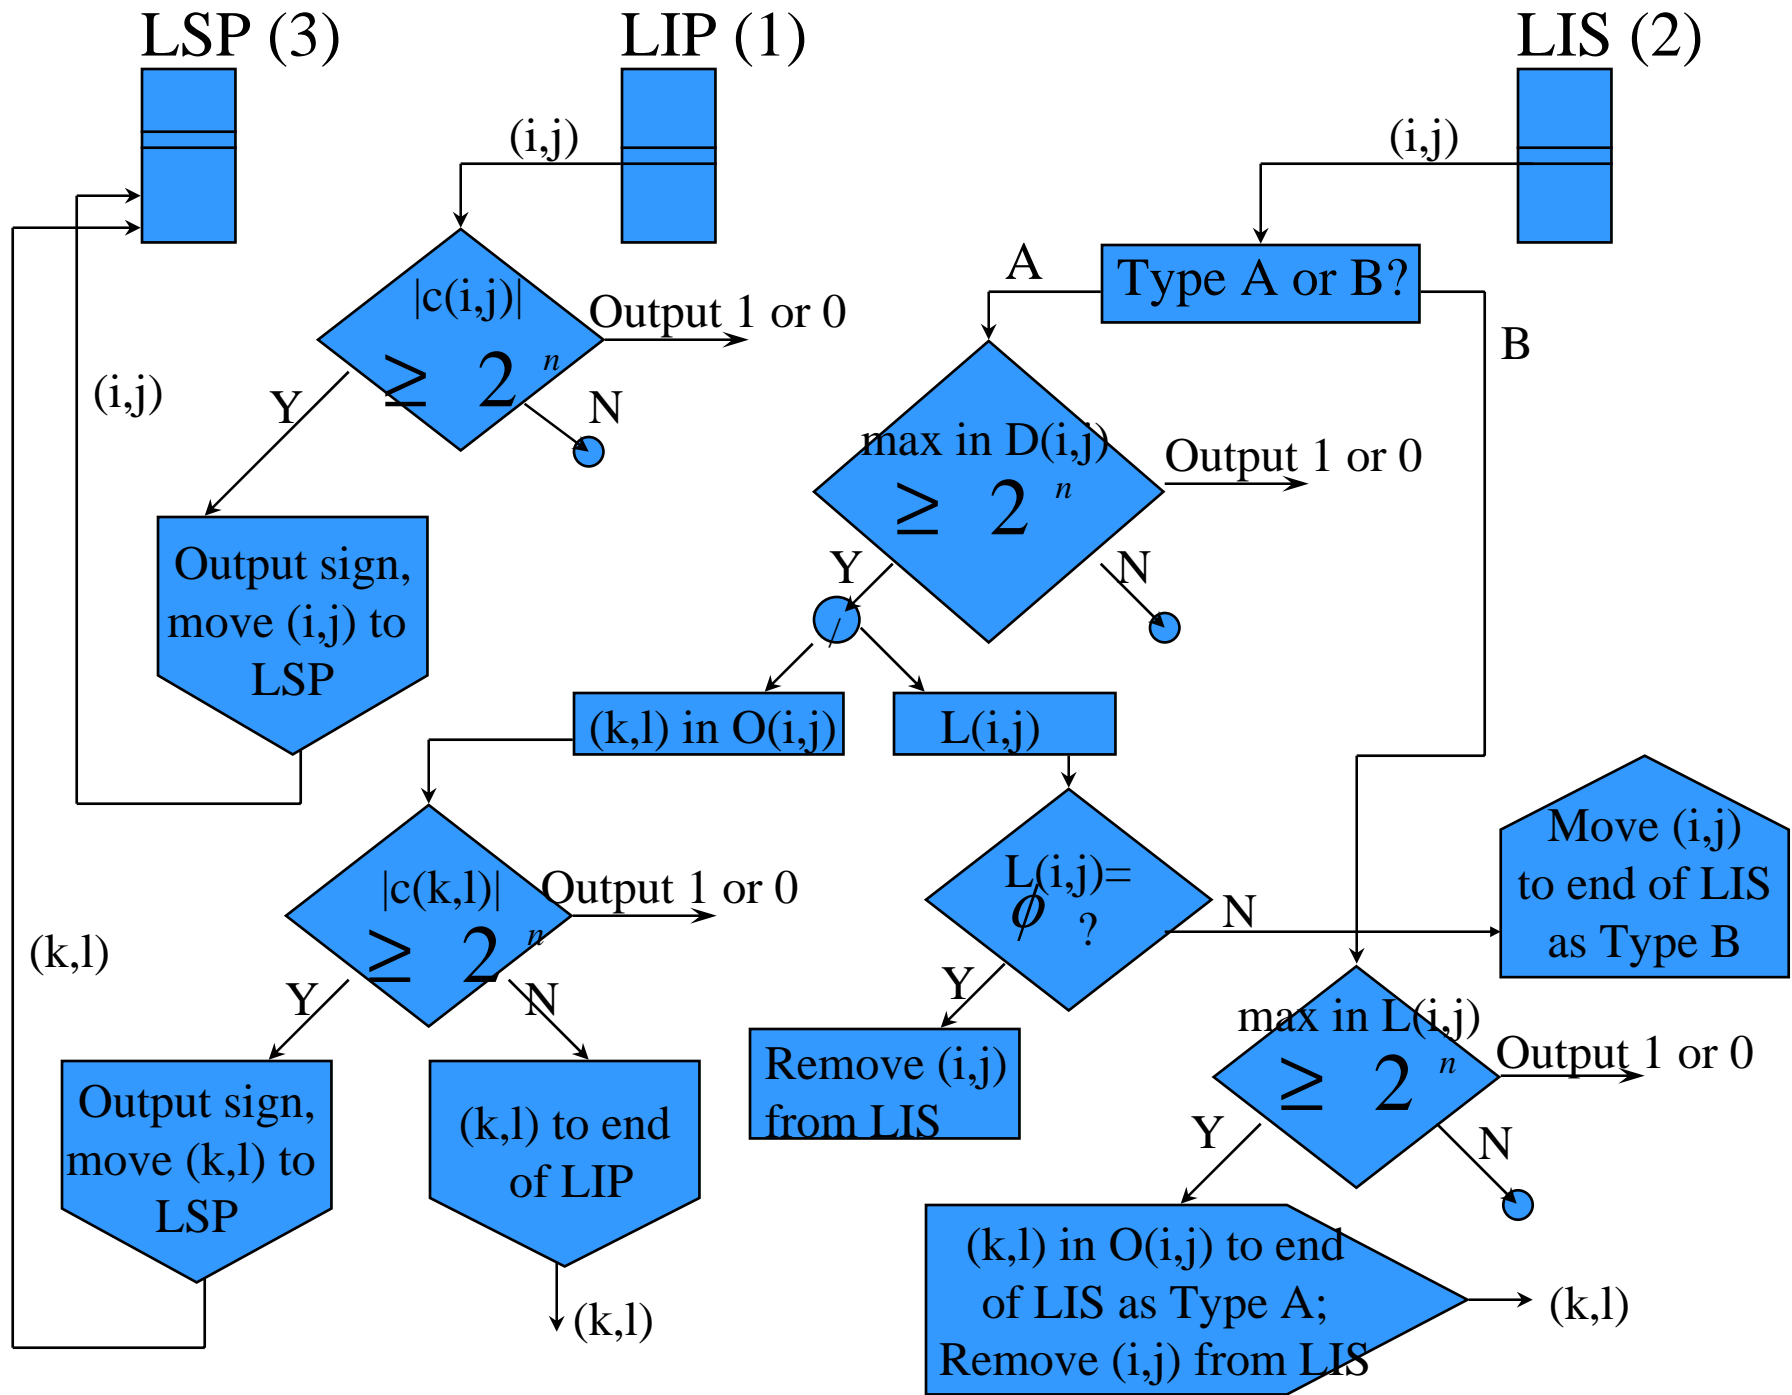 LSP (3)
LIP (1)
LIS (2)
(i,j)
(i,j)
|c(i,j)|
≥ 2 n
Output 1 or 0
Y
N
(i,j)
Output sign,
move (i,j) to
LSP
Type A or B?
A
B
max in D(i,j)
≥ 2 n
Output 1 or 0
Y
N
/
(k,l) in O(i,j)
L(i,j)
|c(k,l)|
≥ 2 n
Output 1 or 0
Y
N
(k,l)
Output sign,
move (k,l) to
LSP
(k,l) to end
of LIP
(k,l)
L(i,j)=
ϕ ?
N
Y
Remove (i,j)
from LIS
Move (i,j)
to end of LIS
as Type B
max in L(i,j)
≥ 2 n
Output 1 or 0
Y
N
(k,l) in O(i,j) to end
of LIS as Type A;
Remove (i,j) from LIS
(k,l)